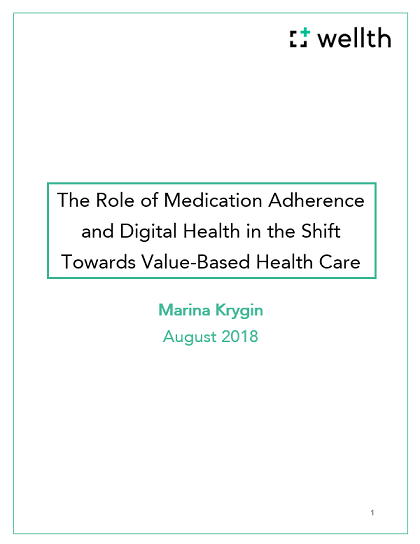 wellth
The Role of Medication Adherence
and Digital Health in the Shift
Towards Value-Based Health Care
Marina Krygin
August 2018
1